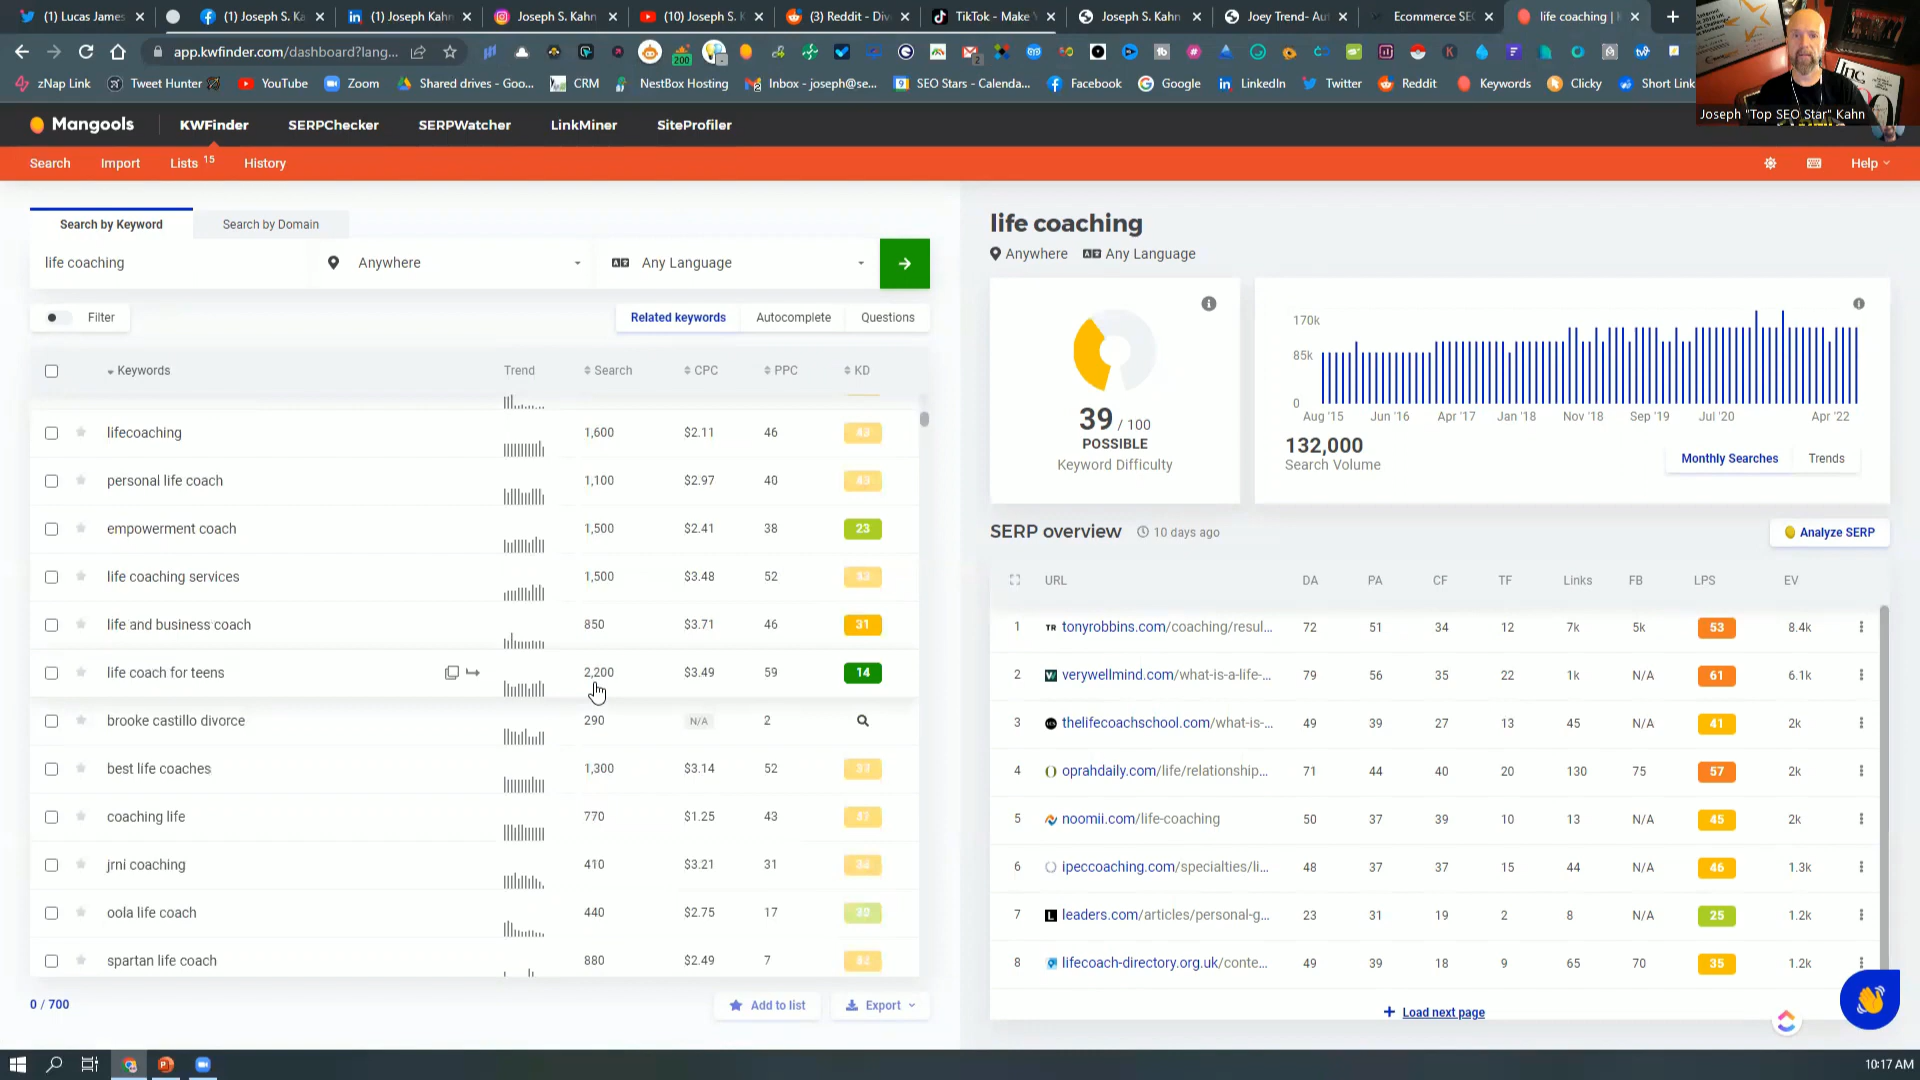 (1) Lucas James
(1) Joseph S. Ka
(1) Joseph Kahn
Joseph S. Kahn
(10) Joseph S. K
(3) Reddit - Div
TikTok - Make
Joseph S. Kahn
Joey Trend- Au
Ecommerce SE
life coaching |
app.kwfinder.com/dashboard?lang...
200
zNap Link
Tweet Hunter
YouTube
Zoom
Shared drives - Goo...
CRM
NestBox Hosting
Inbox - joseph@se...
SEO Stars - Calenda...
Facebook
Google
LinkedIn
Twitter
Reddit
Keywords
Clicky
Short Link
Joseph "Top SEO Star" Kahn
Mangools
KWFinder
SERPChecker
SERPWatcher
LinkMiner
SiteProfiler
Search
Import
Lists 15
History
Help
Search by Keyword
Search by Domain
life coaching
Anywhere
Any Language
Filter
Related keywords
Autocomplete
Questions
Keywords Trend Search CPC PPC KD
lifecoaching 1,600 $2.11 46 43
personal life coach 1,100 $2.97 40 43
empowerment coach 1,500 $2.41 38 23
life coaching services 1,500 $3.48 52
life and business coach 850 $3.71 46 31
life coach for teens 2,200 $3.49 59 14
brooke castillo divorce 290 N/A 2
best life coaches 1,300 $3.14 52
coaching life 770 $1.25 43
jrni coaching 410 $3.21 31
oola life coach 440 $2.75 17
spartan life coach 880 $2.49 7
0 / 700
Add to list
Export
life coaching
Anywhere
Any Language
39 / 100
POSSIBLE
Keyword Difficulty
170k
85k
0
Aug '15 Jun '16 Apr '17 Jan '18 Nov '18 Sep '19 Jul '20 Apr '22
132,000
Search Volume
Monthly Searches
Trends
SERP overview
10 days ago
Analyze SERP
URL DA PA CF TF Links FB LPS EV
1 tonyrobbins.com/coaching/resul... 72 51 34 12 7k 5k 53 8.4k
2 verywellmind.com/what-is-a-life-... 79 56 35 22 1k N/A 61 6.1k
3 thelifecoachschool.com/what-is-... 49 39 27 13 45 N/A 41 2k
4 oprahdaily.com/life/relationship... 71 44 40 20 130 75 57 2k
5 noomii.com/life-coaching 50 37 39 10 13 N/A 45 2k
6 ipeccoaching.com/specialties/li... 48 37 37 15 44 N/A 46 1.3k
7 leaders.com/articles/personal-g... 23 31 19 2 8 N/A 25 1.2k
8 lifecoach-directory.org.uk/conte... 49 39 18 9 65 70 35 1.2k
+ Load next page
10:17 AM